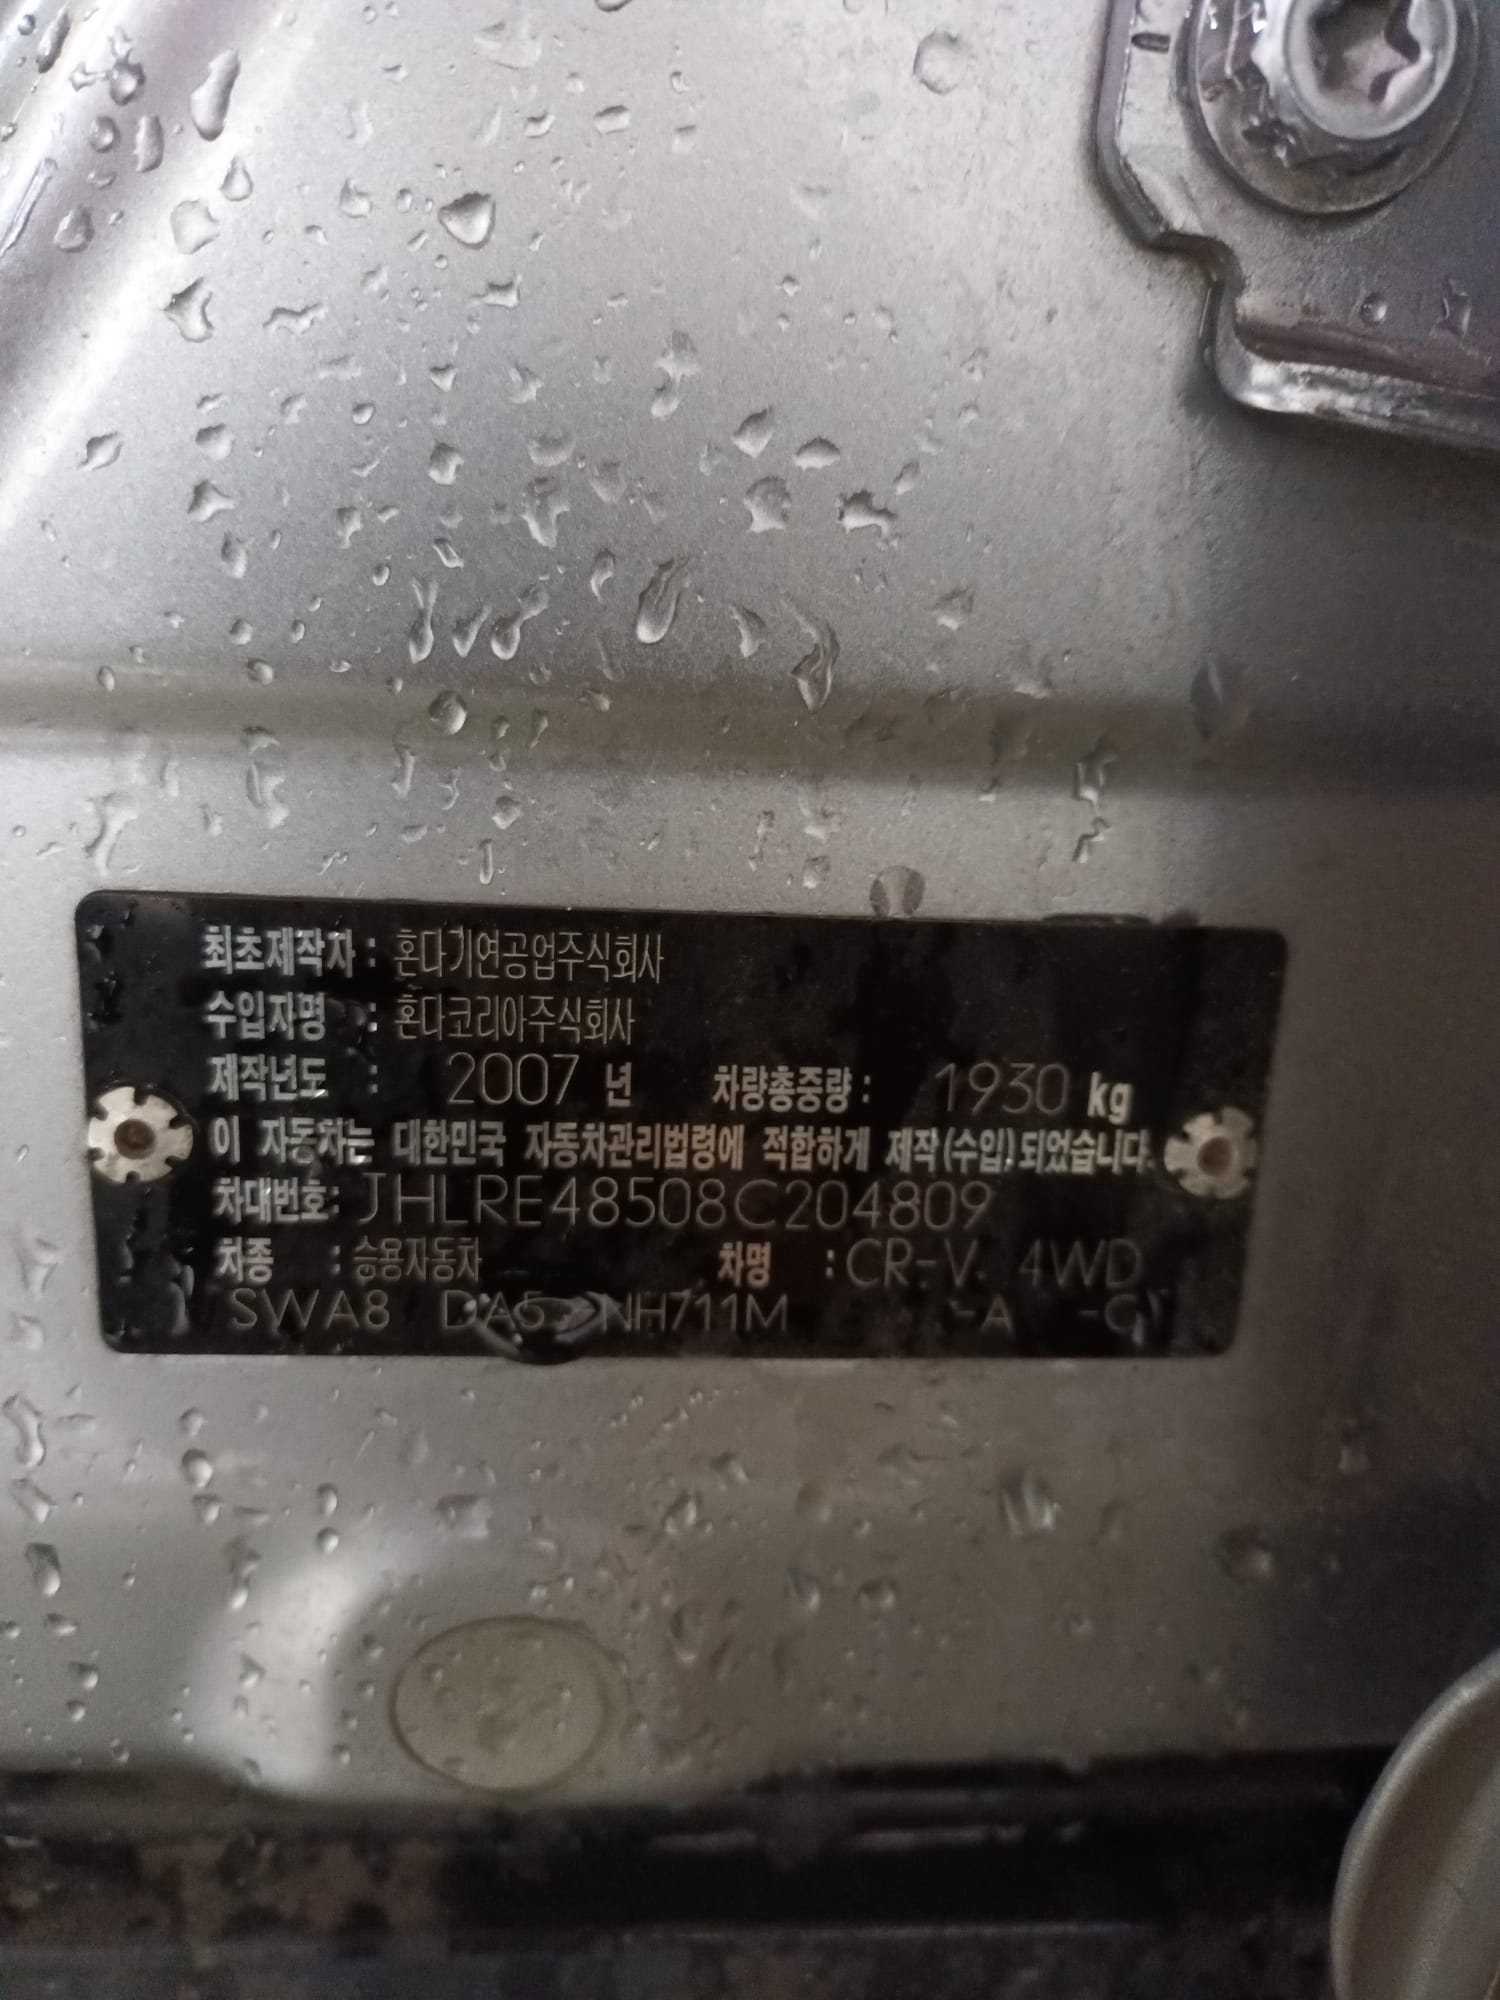 최초제작자 : 혼다기연공업주식회사
수입자명 : 혼다코리아주식회사
제작년도 : 2007 년 차량총중량 : 1930 kg
이 자동차는 대한민국 자동차관리법령에 적합하게 제작(수입)되었습니다.
차대번호: JHLRE48508C204809
차종 : 승용자동차 차명 : CR-V. 4WD
SWA8 DA5 NH711M -A -C